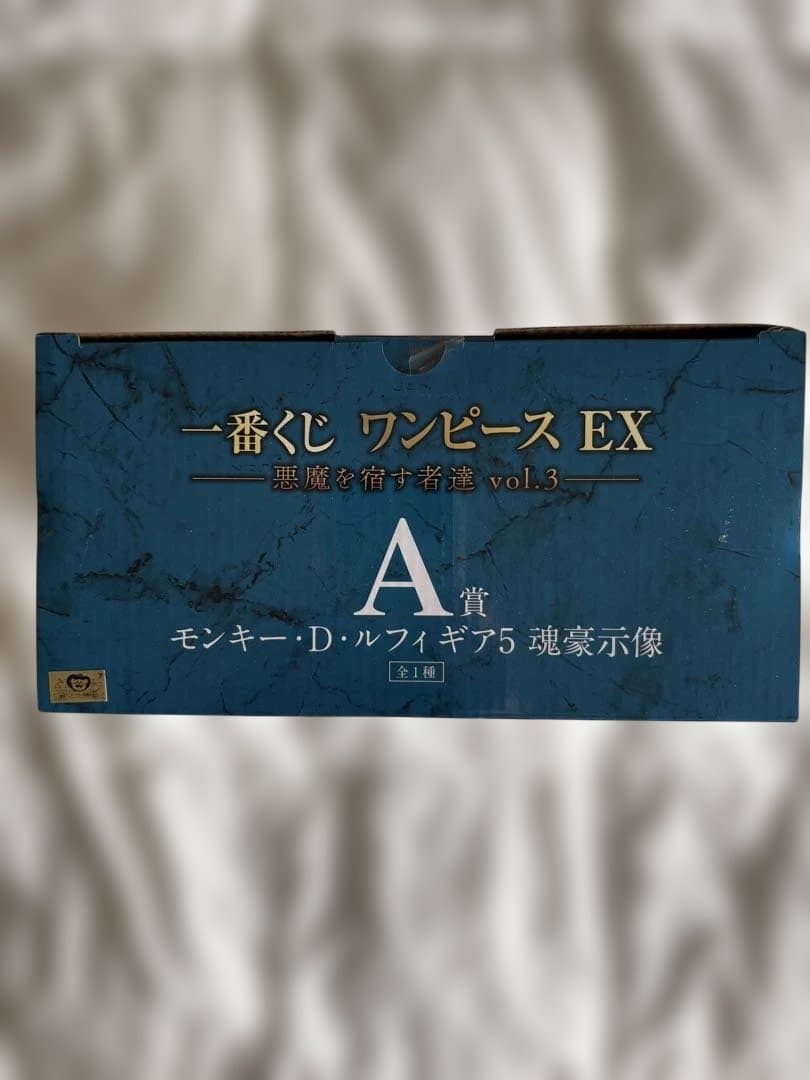 一番くじ ワンピース EX
悪魔を宿す者達 vol.3
A賞
モンキー・D・ルフィギア5 魂豪示像
全1種